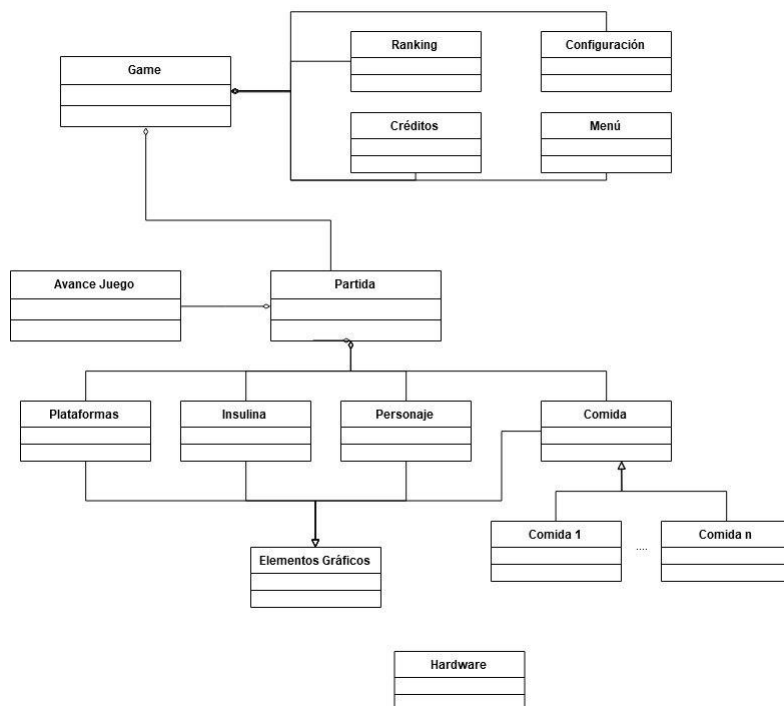 Ranking
Configuración
Game
Créditos
Menú
Avance Juego
Partida
Plataformas
Insulina
Personaje
Comida
Comida 1
....
Comida n
Elementos Gráficos
Hardware